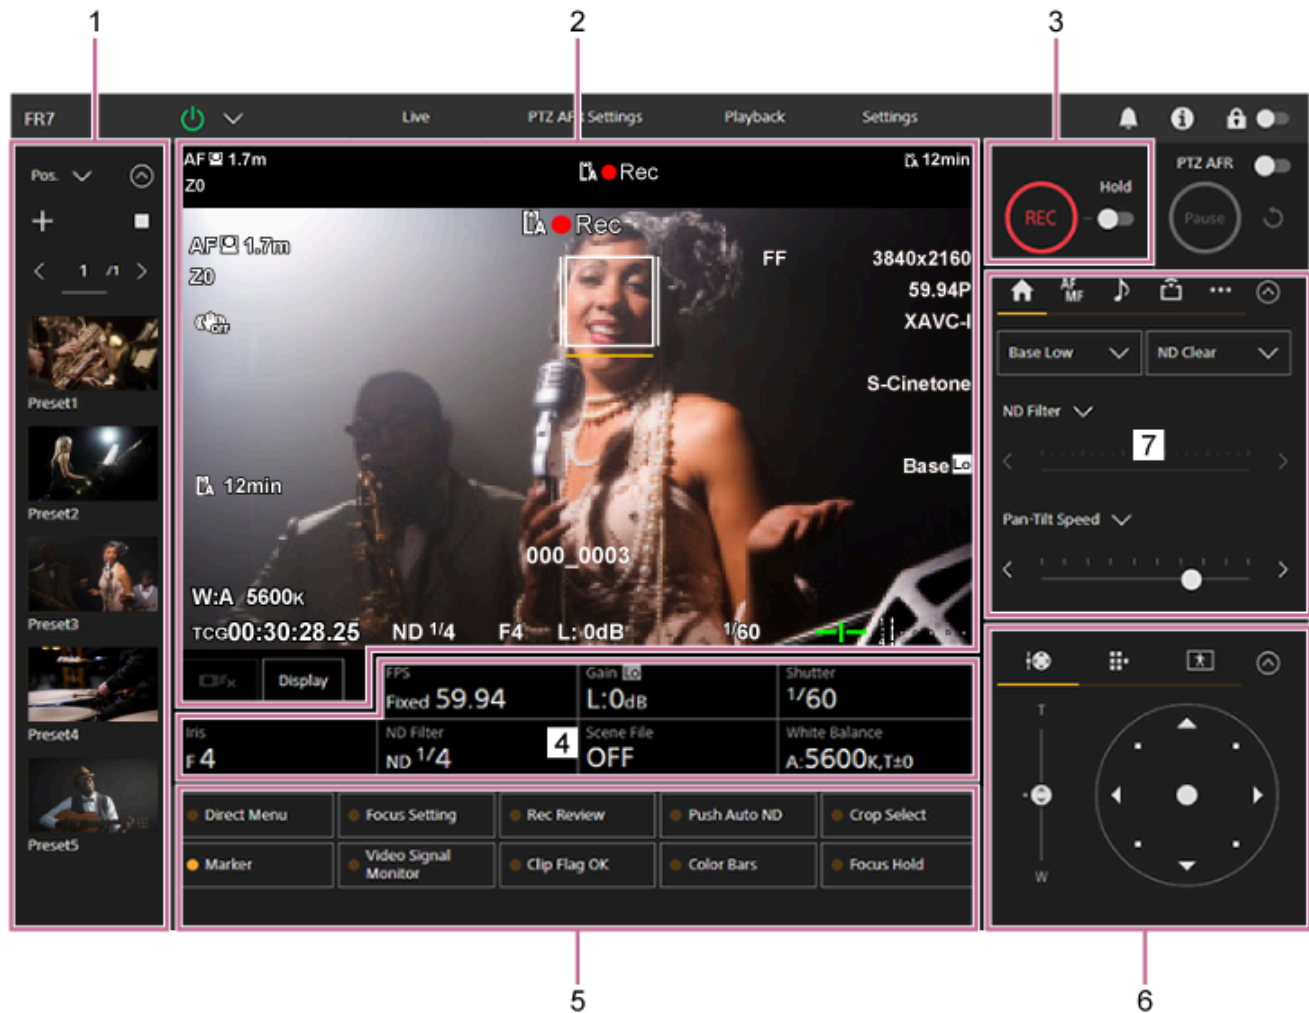 1
2
3
FR7
Live
PTZ AFR Settings
Playback
Settings
Pos.
1 /1
Preset1
Preset2
Preset3
Preset4
Preset5
AF 1.7m
Z0
A Rec
A 12min
AF 1.7m
Z0
OFF
A Rec
FF
3840x2160
59.94P
XAVC-I
S-Cinetone
Base Lo
A 12min
000_0003
W:A 5600K
TCG00:30:28.25 ND 1/4 F4 L: 0dB 1/60
Display
FPS
Fixed 59.94
Gain Lo
L:0dB
Shutter
1/60
Iris
F 4
ND Filter
ND 1/4
4
Scene File
OFF
White Balance
A:5600K,T±0
Direct Menu
Focus Setting
Rec Review
Push Auto ND
Crop Select
Marker
Video Signal
Monitor
Clip Flag OK
Color Bars
Focus Hold
REC
Hold
PTZ AFR
Pause
AF
MF
Base Low
ND Clear
ND Filter
7
Pan-Tilt Speed
T
W
5
6